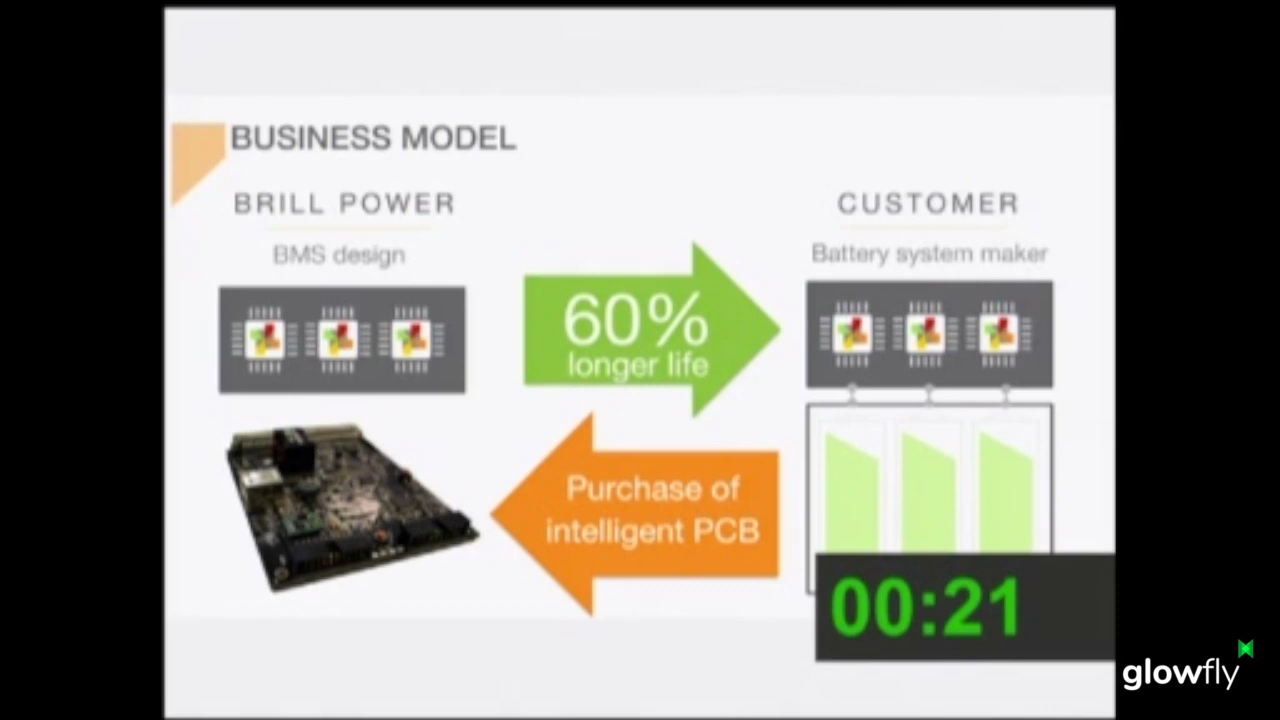 BUSINESS MODEL
BRILL POWER
BMS design
CUSTOMER
Battery system maker
60%
longer life
Purchase of
intelligent PCB
00:21
glowfly